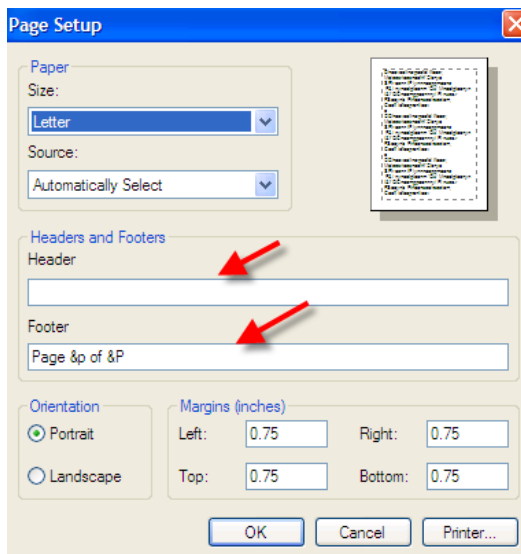 Page Setup
Paper
Size:
Letter
Source:
Automatically Select
Headers and Footers
Header
Footer
Page &p of &P
Orientation
Portrait
Landscape
Margins (inches)
Left: 0.75 Right: 0.75
Top: 0.75 Bottom: 0.75
OK Cancel Printer...